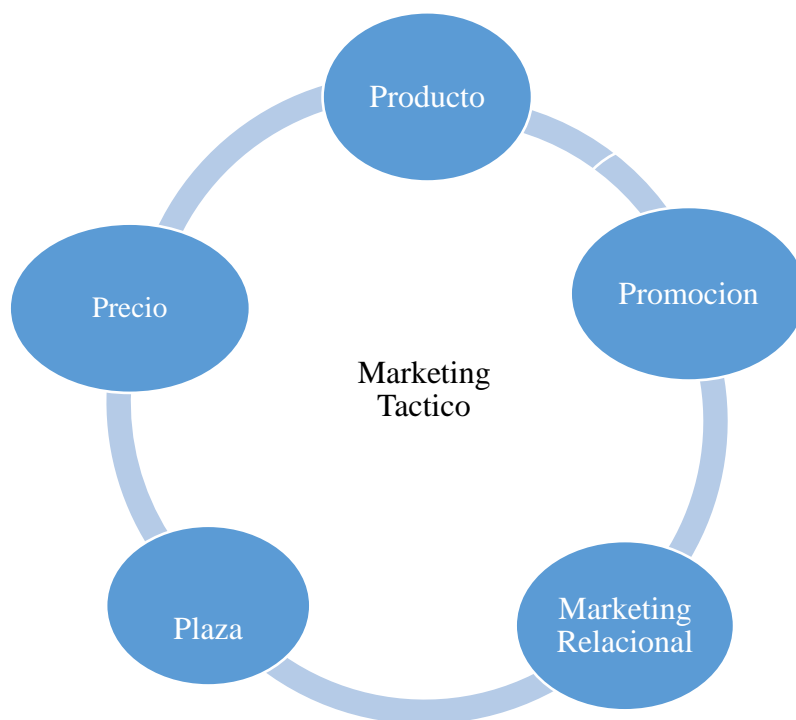 Producto
Promocion
Precio
Marketing
Tactico
Marketing
Relacional
Plaza